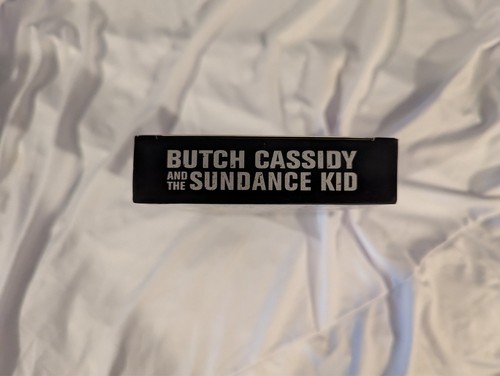 BUTCH CASSIDY
AND THE SUNDANCE KID